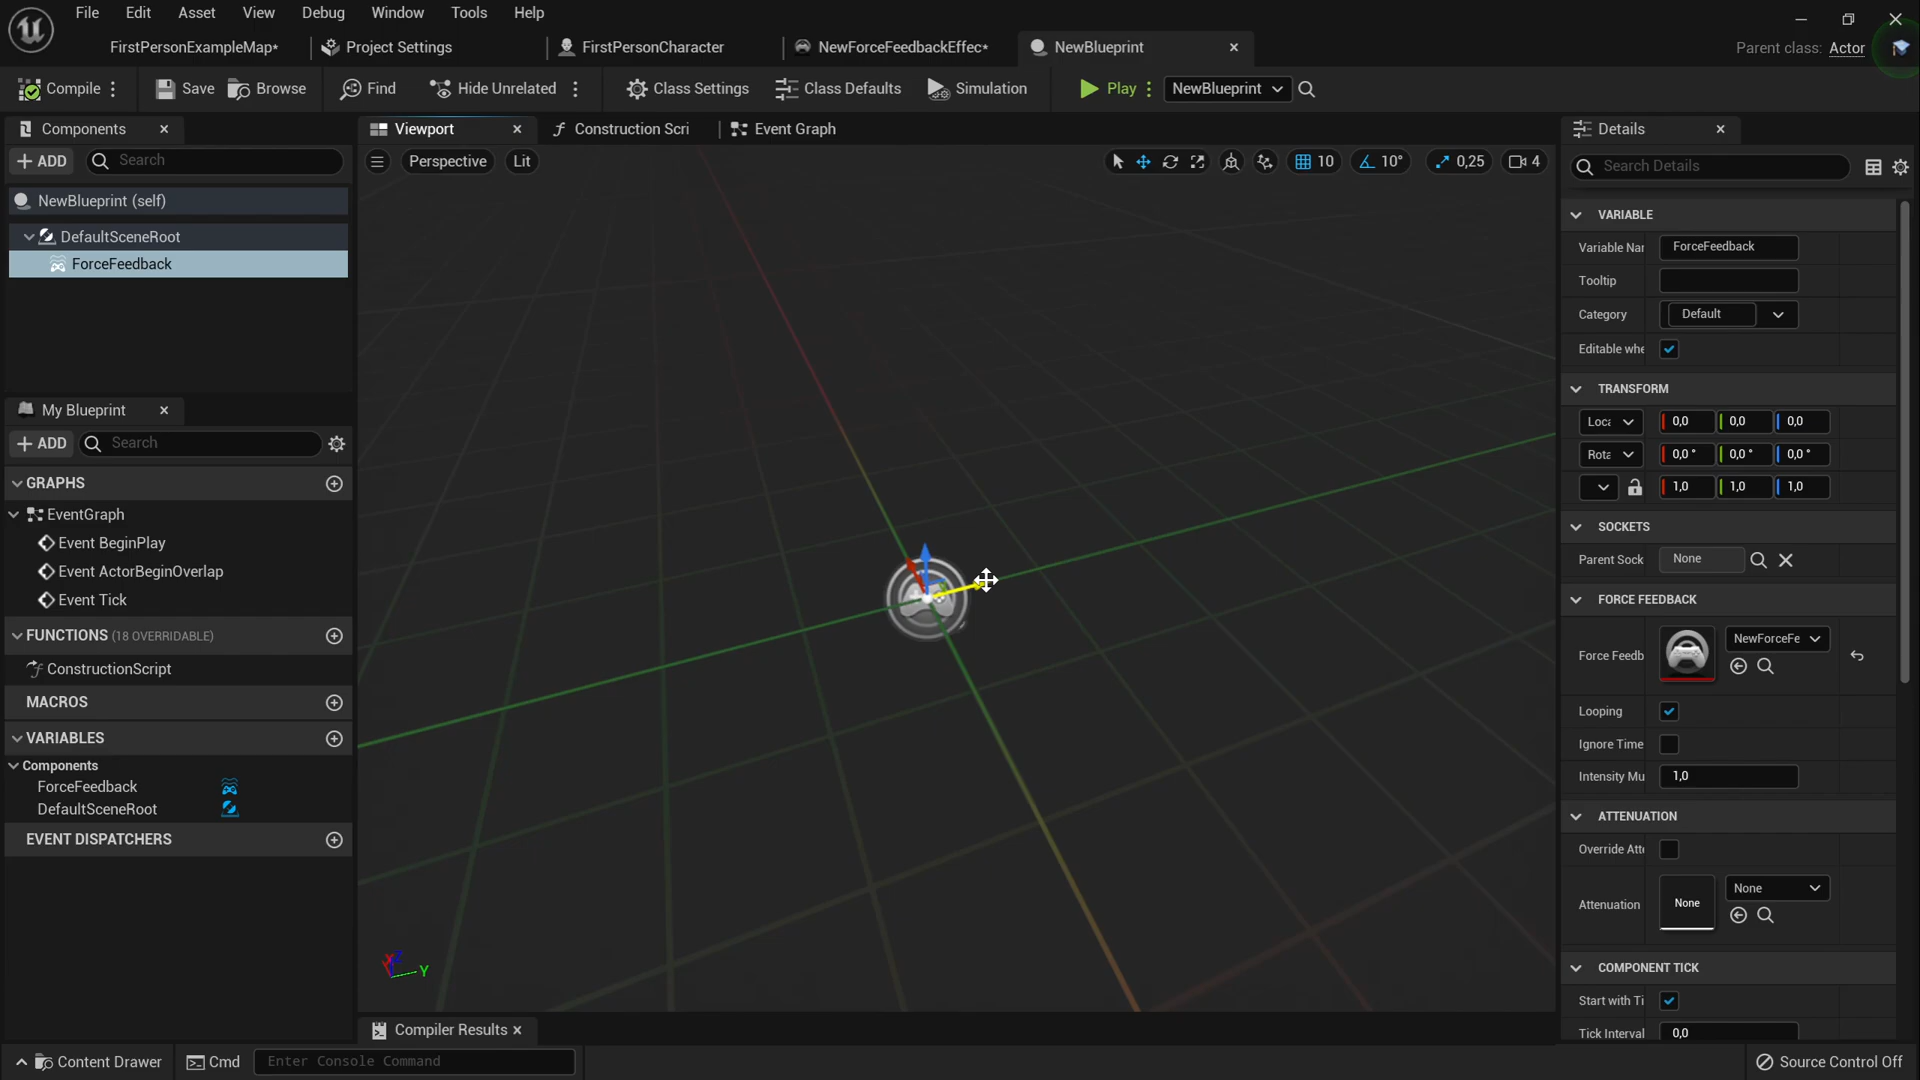 File Edit Asset View Debug Window Tools Help
FirstPersonExampleMap* Project Settings FirstPersonCharacter NewForceFeedbackEffec* NewBlueprint Parent class: Actor
Compile Save Browse Find Hide Unrelated Class Settings Class Defaults Simulation Play NewBlueprint
Components Viewport Construction Scri Event Graph Details
ADD Search Perspective Lit 10 10° 0,25 4 Search Details
NewBlueprint (self)
DefaultSceneRoot
ForceFeedback
My Blueprint
ADD Search
GRAPHS
EventGraph
Event BeginPlay
Event ActorBeginOverlap
Event Tick
FUNCTIONS (18 OVERRIDABLE)
ConstructionScript
MACROS
VARIABLES
Components
ForceFeedback
DefaultSceneRoot
EVENT DISPATCHERS
X Z Y
VARIABLE
Variable Nar ForceFeedback
Tooltip
Category Default
Editable whe
TRANSFORM
Loca 0,0 0,0 0,0
Rota 0,0 ° 0,0 ° 0,0 °
1,0 1,0 1,0
SOCKETS
Parent Sock None
FORCE FEEDBACK
Force Feedb NewForceFe
Looping
Ignore Time
Intensity Mu 1,0
ATTENUATION
Override Atte
Attenuation None None
COMPONENT TICK
Start with Ti
Tick Interval 0,0
Compiler Results
Content Drawer Cmd Enter Console Command Source Control Off